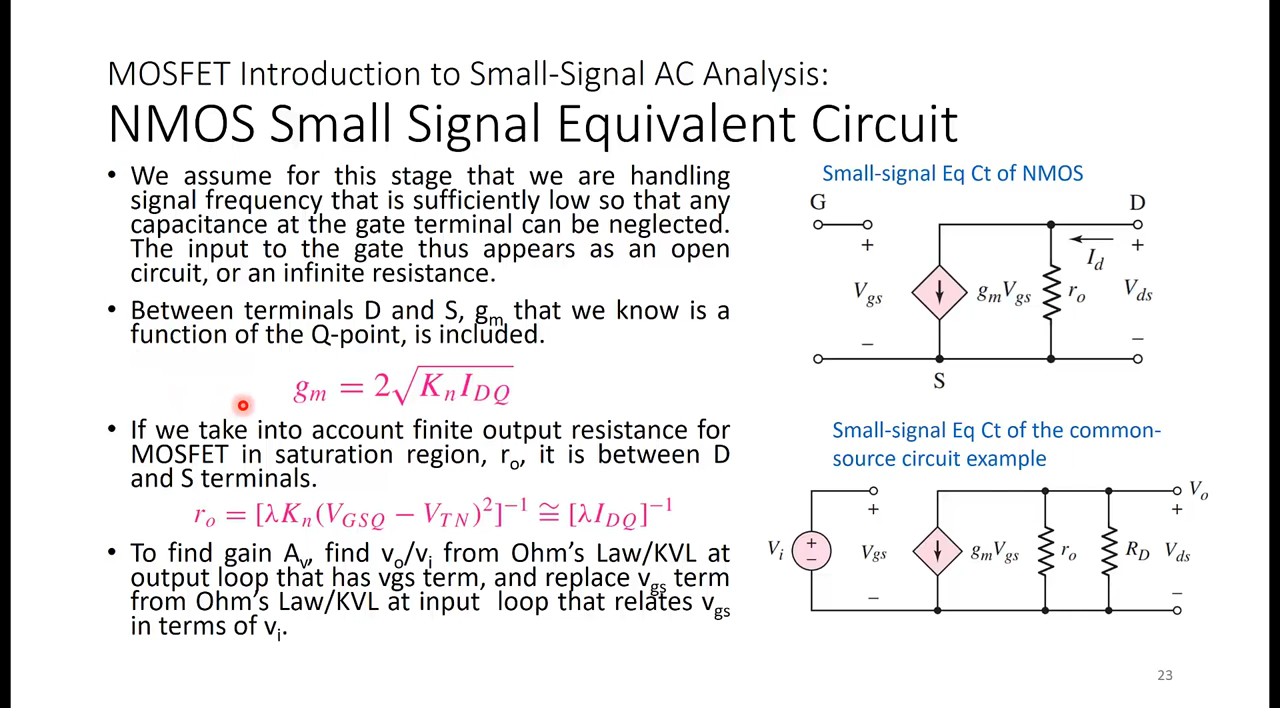 MOSFET Introduction to Small-Signal AC Analysis:
NMOS Small Signal Equivalent Circuit
• We assume for this stage that we are handling
signal frequency that is sufficiently low so that any
capacitance at the gate terminal can be neglected.
The input to the gate thus appears as an open
circuit, or an infinite resistance.
• Between terminals D and S, gm that we know is a
function of the Q-point, is included.
gm = 2√KnIDQ
• If we take into account finite output resistance for
MOSFET in saturation region, ro, it is between D
and S terminals.
ro = [λKn(VGSQ − VTN)²]⁻¹ ≅ [λIDQ]⁻¹
• To find gain Av, find vo/vi from Ohm's Law/KVL at
output loop that has vgs term, and replace vgs term
from Ohm's Law/KVL at input loop that relates vgs
in terms of vi.
Small-signal Eq Ct of NMOS
G D
+ +
Id
Vgs gmVgs ro Vds
− −
S
Small-signal Eq Ct of the common-
source circuit example
Vo
+ +
Vi + − Vgs gmVgs ro RD Vds
− −
23